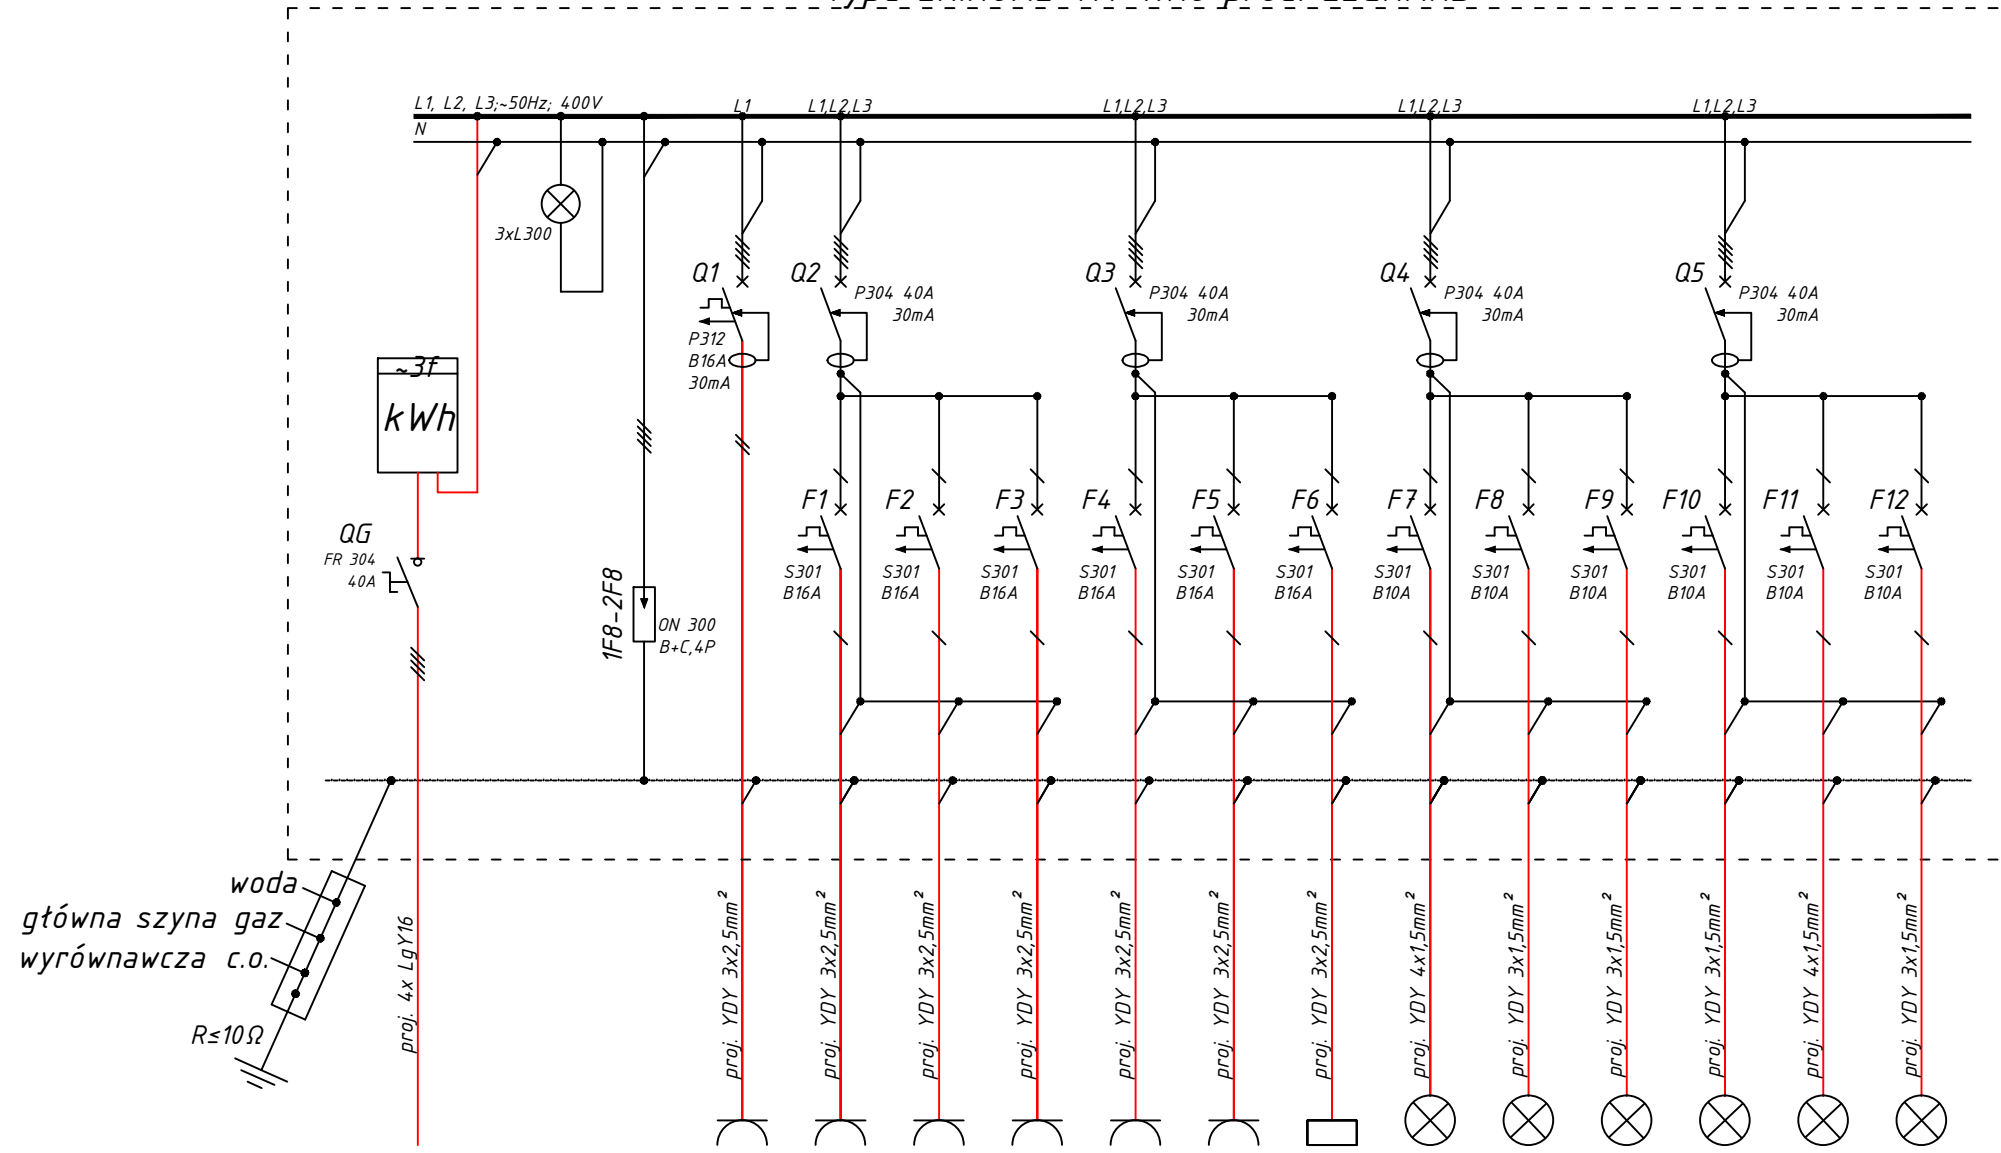 L1, L2, L3;~50Hz; 400V
N
L1
L1,L2,L3
L1,L2,L3
L1,L2,L3
L1,L2,L3
3xL300
Q1
P312
B16A
30mA
Q2
P304 40A
30mA
Q3
P304 40A
30mA
Q4
P304 40A
30mA
Q5
P304 40A
30mA
~3f
kWh
QG
FR 304
40A
1F8-2F8
ON 300
B+C,4P
F1
S301
B16A
F2
S301
B16A
F3
S301
B16A
F4
S301
B16A
F5
S301
B16A
F6
S301
B16A
F7
S301
B10A
F8
S301
B10A
F9
S301
B10A
F10
S301
B10A
F11
S301
B10A
F12
S301
B10A
woda
główna szyna gaz
wyrównawcza c.o.
R≤10Ω
proj. 4x LgY16
proj. YDY 3x2,5mm²
proj. YDY 3x2,5mm²
proj. YDY 3x2,5mm²
proj. YDY 3x2,5mm²
proj. YDY 3x2,5mm²
proj. YDY 3x2,5mm²
proj. YDY 3x2,5mm²
proj. YDY 4x1,5mm²
proj. YDY 3x1,5mm²
proj. YDY 3x1,5mm²
proj. YDY 3x1,5mm²
proj. YDY 4x1,5mm²
proj. YDY 3x1,5mm²